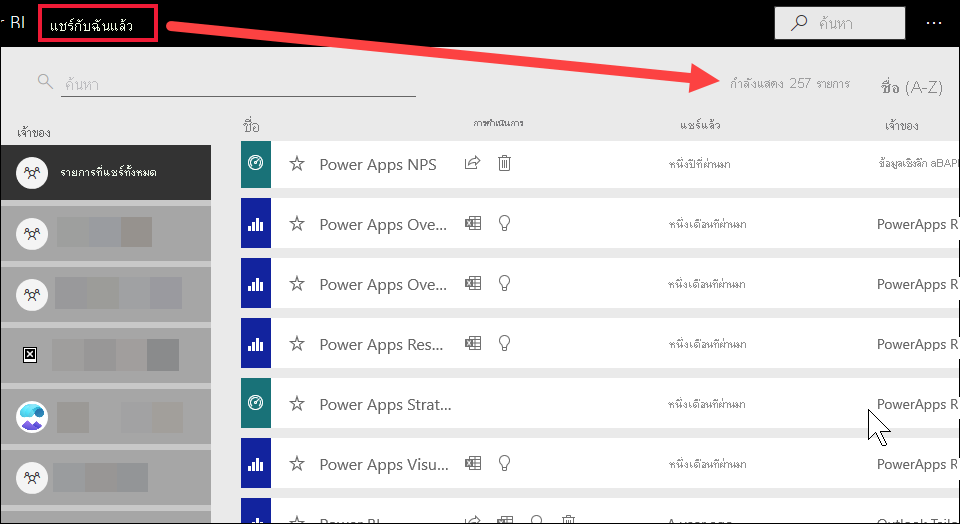 r BI แชร์กับฉันแล้ว ค้นหา ...
ค้นหา กำลังแสดง 257 รายการ ชื่อ (A-Z)
เจ้าของ ชื่อ การดำเนินการ แชร์แล้ว เจ้าของ
รายการที่แชร์ทั้งหมด
Power Apps NPS หนึ่งปีที่ผ่านมา ข้อมูลเชิงลึก aBAPI
Power Apps Ove... หนึ่งเดือนที่ผ่านมา PowerApps R
Power Apps Ove... หนึ่งเดือนที่ผ่านมา PowerApps R
Power Apps Res... หนึ่งเดือนที่ผ่านมา PowerApps R
Power Apps Strat... หนึ่งเดือนที่ผ่านมา PowerApps R
Power Apps Visu... หนึ่งเดือนที่ผ่านมา PowerApps R
Power BI A year ago Outlook Tail